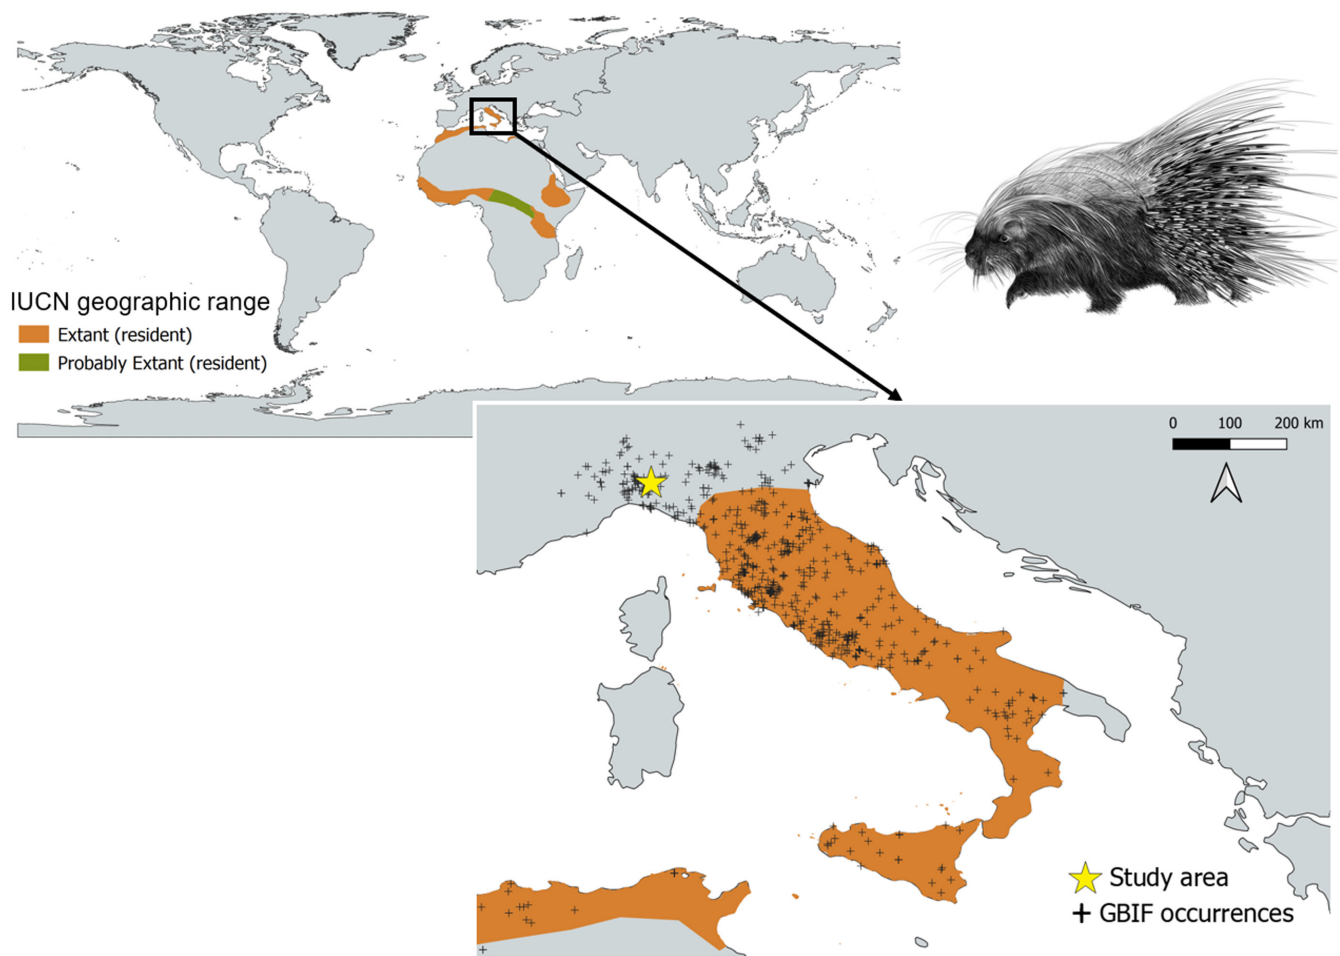 IUCN geographic range
Extant (resident)
Probably Extant (resident)
0 100 200 km
Study area
GBIF occurrences